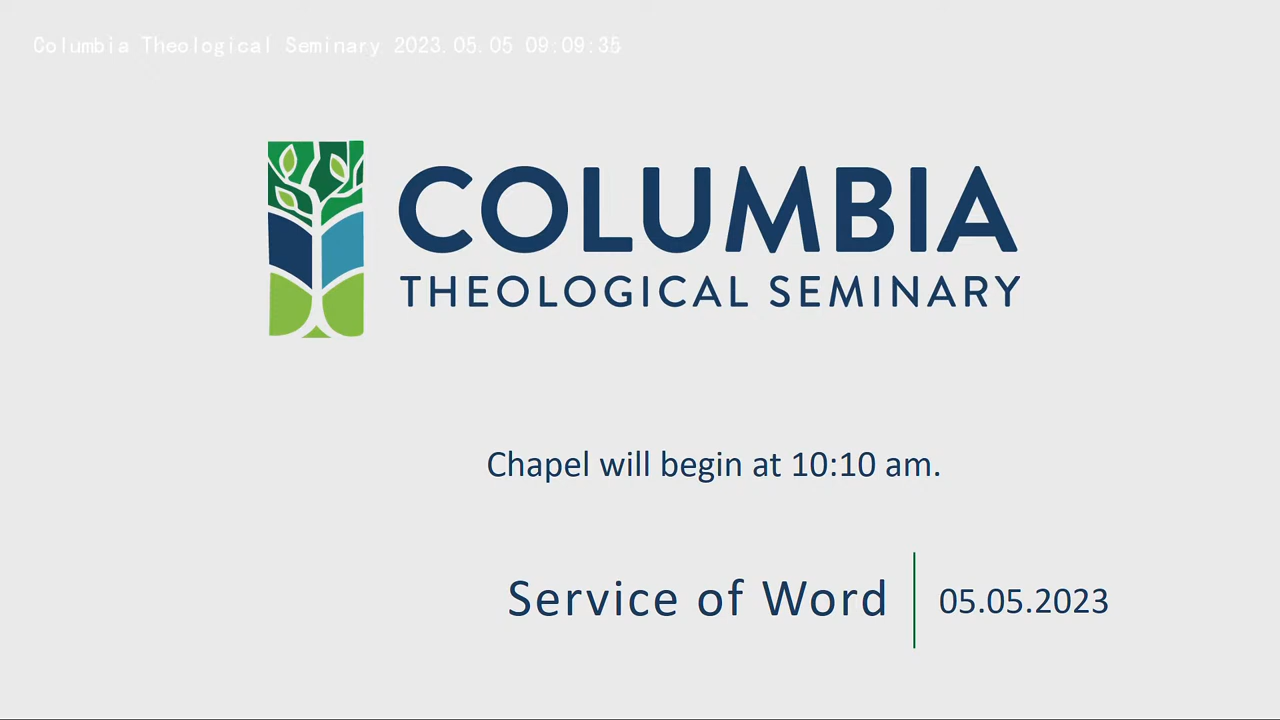 Columbia Theological Seminary 2023.05.05 09:09:35
COLUMBIA
THEOLOGICAL SEMINARY
Chapel will begin at 10:10 am.
Service of Word
05.05.2023